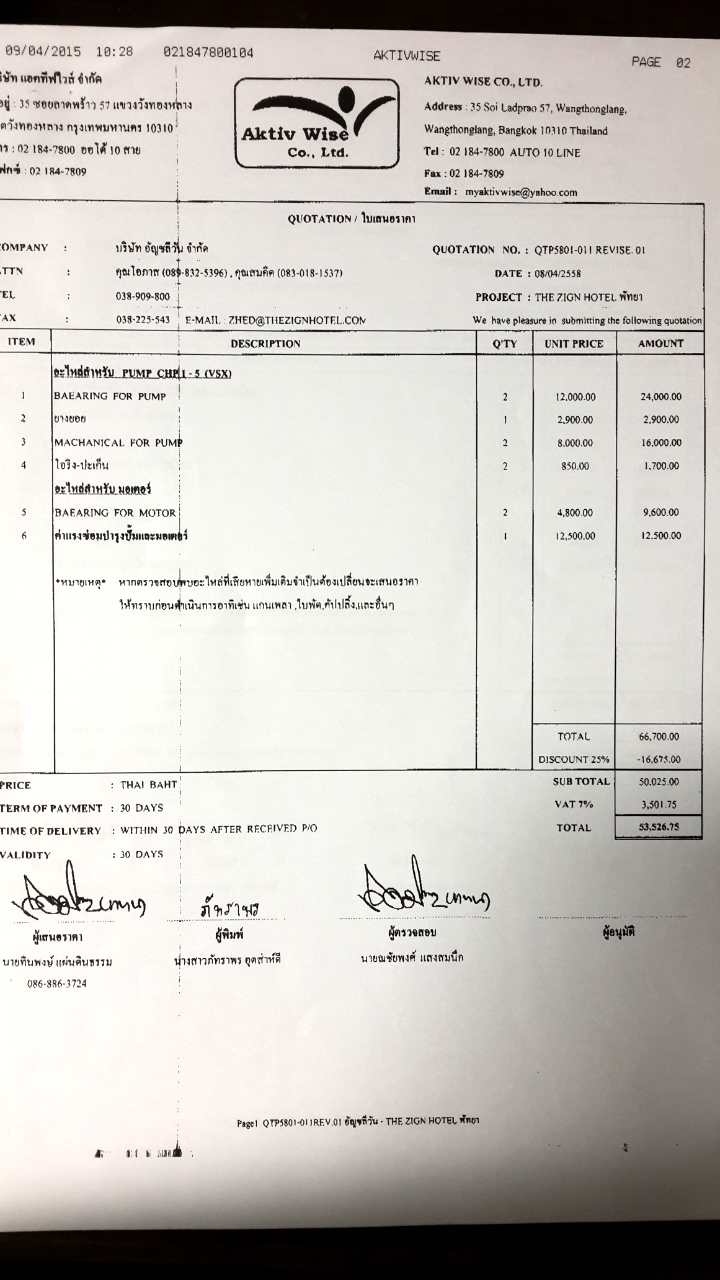 09/04/2015 10:28 021847800104 AKTIVWISE PAGE 02
ษัท แอคทีฟไวส์ จำกัด
อยู่ : 35 ซอยลาดพร้าว 57 แขวงวังทองหลาง
ตวังทองหลาง กรุงเทพมหานคร 10310
ร : 02 184-7800 ออโต้ 10 สาย
ฟกซ์ : 02 184-7809
Aktiv Wise
Co., Ltd.
AKTIV WISE CO., LTD.
Address : 35 Soi Ladprao 57, Wangthonglang,
Wangthonglang, Bangkok 10310 Thailand
Tel : 02 184-7800 AUTO 10 LINE
Fax : 02 184-7809
Email : myaktivwise@yahoo.com
QUOTATION / ใบเสนอราคา
OMPANY : บริษัท อัญชลีวัน จำกัด QUOTATION NO. : QTP5801-011 REVISE. 01
TTN : คุณโอภาส (089-832-5396) , คุณสมคิด (083-018-1537) DATE : 08/04/2558
EL : 038-909-800 PROJECT : THE ZIGN HOTEL พัทยา
AX : 038-225-543 E-MAIL : ZHED@THEZIGNHOTEL.COM We have pleasure in submitting the following quotation
ITEM DESCRIPTION Q'TY UNIT PRICE AMOUNT
อะไหล่สำหรับ PUMP CHP 1 - 5 (VSX)
1 BAEARING FOR PUMP 2 12,000.00 24,000.00
2 ยางยอย 1 2,900.00 2,900.00
3 MACHANICAL FOR PUMP 2 8,000.00 16,000.00
4 โอริง-ปะเก็น 2 850.00 1,700.00
อะไหล่สำหรับ มอเตอร์
5 BAEARING FOR MOTOR 2 4,800.00 9,600.00
6 ค่าแรงซ่อมบำรุงปั๊มและมอเตอร์ 1 12,500.00 12,500.00
*หมายเหตุ* หากตรวจสอบพบอะไหล่ที่เสียหายเพิ่มเติมจำเป็นต้องเปลี่ยนจะเสนอราคา
ให้ทราบก่อนดำเนินการอาทิเช่น แกนเพลา ,ใบพัด,คัปปลิ้ง,และอื่นๆ
TOTAL 66,700.00
DISCOUNT 25% -16,675.00
PRICE : THAI BAHT SUB TOTAL 50,025.00
TERM OF PAYMENT : 30 DAYS VAT 7% 3,501.75
TIME OF DELIVERY : WITHIN 30 DAYS AFTER RECEIVED P/O TOTAL 53,526.75
VALIDITY : 30 DAYS
ภัทราพร
ผู้เสนอราคา ผู้พิมพ์ ผู้ตรวจสอบ ผู้อนุมัติ
นายทินพงษ์ แผ่นดินธรรม นางสาวภัทราพร อุตส่าห์ดี นายณชัยพงศ์ แสงสมนึก
086-886-3724
Page1 QTP5801-011REV.01 อัญชลีวัน - THE ZIGN HOTEL พัทยา